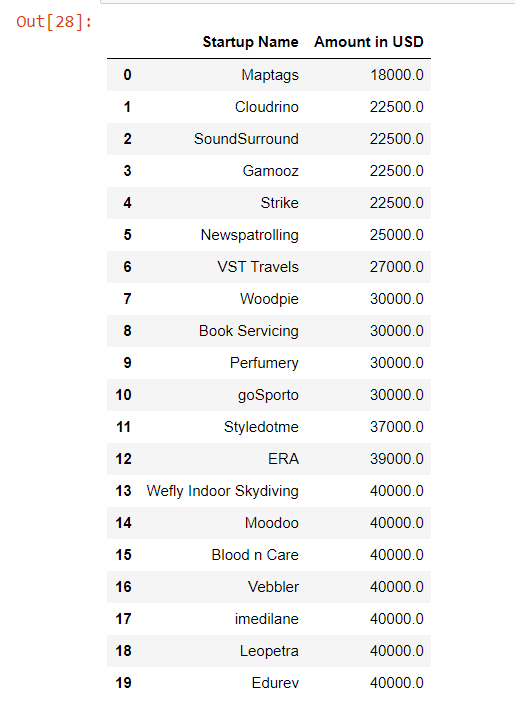 Out[28]:
Startup Name Amount in USD
0 Maptags 18000.0
1 Cloudrino 22500.0
2 SoundSurround 22500.0
3 Gamooz 22500.0
4 Strike 22500.0
5 Newspatrolling 25000.0
6 VST Travels 27000.0
7 Woodpie 30000.0
8 Book Servicing 30000.0
9 Perfumery 30000.0
10 goSporto 30000.0
11 Styledotme 37000.0
12 ERA 39000.0
13 Wefly Indoor Skydiving 40000.0
14 Moodoo 40000.0
15 Blood n Care 40000.0
16 Vebbler 40000.0
17 imedilane 40000.0
18 Leopetra 40000.0
19 Edurev 40000.0